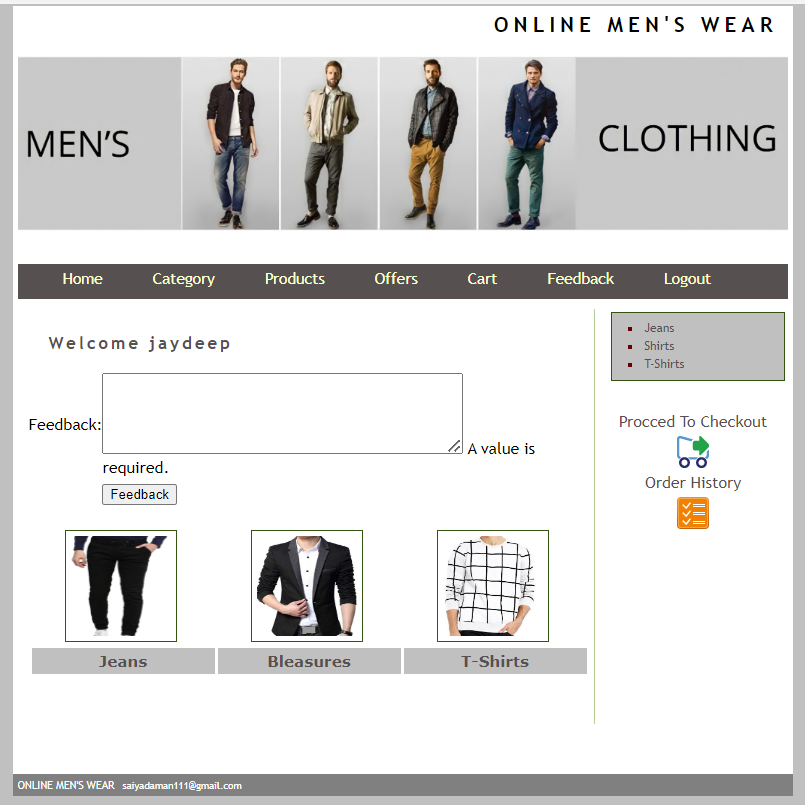 ONLINE MEN'S WEAR
MEN'S
CLOTHING
Home Category Products Offers Cart Feedback Logout
Welcome jaydeep
Feedback:
A value is
required.
Feedback
Jeans
Shirts
T-Shirts
Procced To Checkout
Order History
Jeans Bleasures T-Shirts
ONLINE MEN'S WEAR saiyadaman111@gmail.com